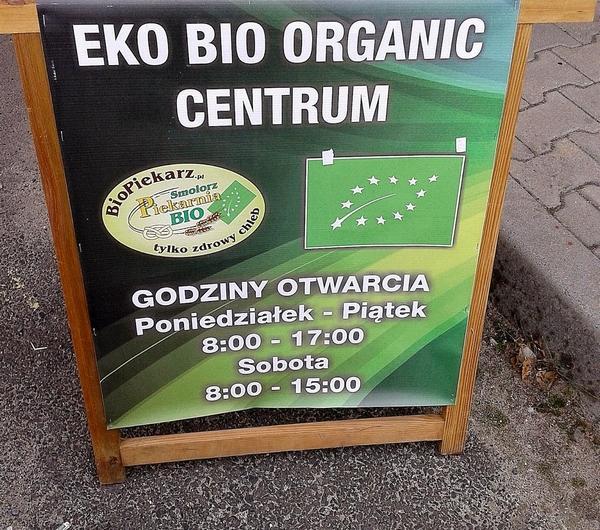 EKO BIO ORGANIC
CENTRUM
BioPiekarz.pl
Smolorz
Piekarnia
BIO
tylko zdrowy chleb
GODZINY OTWARCIA
Poniedziałek - Piątek
8:00 - 17:00
Sobota
8:00 - 15:00